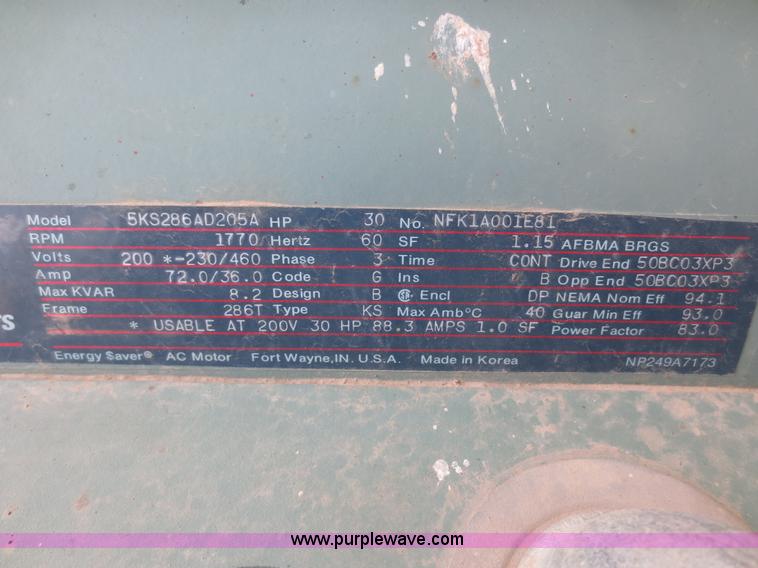 Model 5KS286AD205A HP 30 No. NFK1A001E81
RPM 1770 Hertz 60 SF 1.15 AFBMA BRGS
Volts 200 *-230/460 Phase 3 Time CONT Drive End 50BC03XP3
Amp 72.0/36.0 Code G Ins B Opp End 50BC03XP3
Max KVAR 8.2 Design B Encl DP NEMA Nom Eff 94.1
Frame 286T Type KS Max Amb°C 40 Guar Min Eff 93.0
* USABLE AT 200V 30 HP 88.3 AMPS 1.0 SF Power Factor 83.0
Energy $aver® AC Motor Fort Wayne,IN. U.S.A. Made in Korea NP249A7173
www.purplewave.com